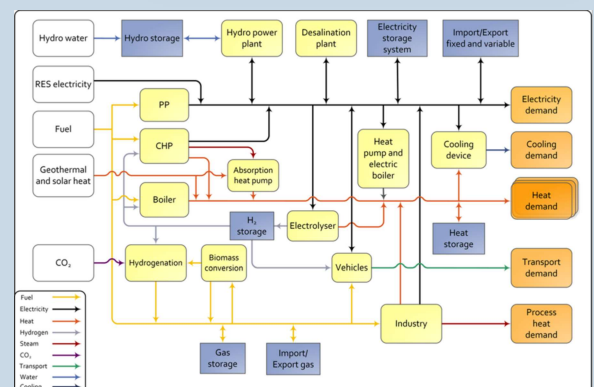 Hydro water
Hydro storage
Hydro power
plant
Desalination
plant
Electricity
storage
system
Import/Export
fixed and variable
RES electricity
PP
Electricity
demand
Fuel
CHP
Heat
pump and
electric
boiler
Cooling
device
Cooling
demand
Geothermal
and solar heat
Absorption
heat pump
Boiler
Heat
demand
H₂
storage
Electrolyser
Heat
storage
CO₂
Hydrogenation
Biomass
conversion
Vehicles
Transport
demand
Fuel
Electricity
Heat
Hydrogen
Steam
CO₂
Transport
Water
Cooling
Industry
Process
heat
demand
Gas
storage
Import/
Export gas